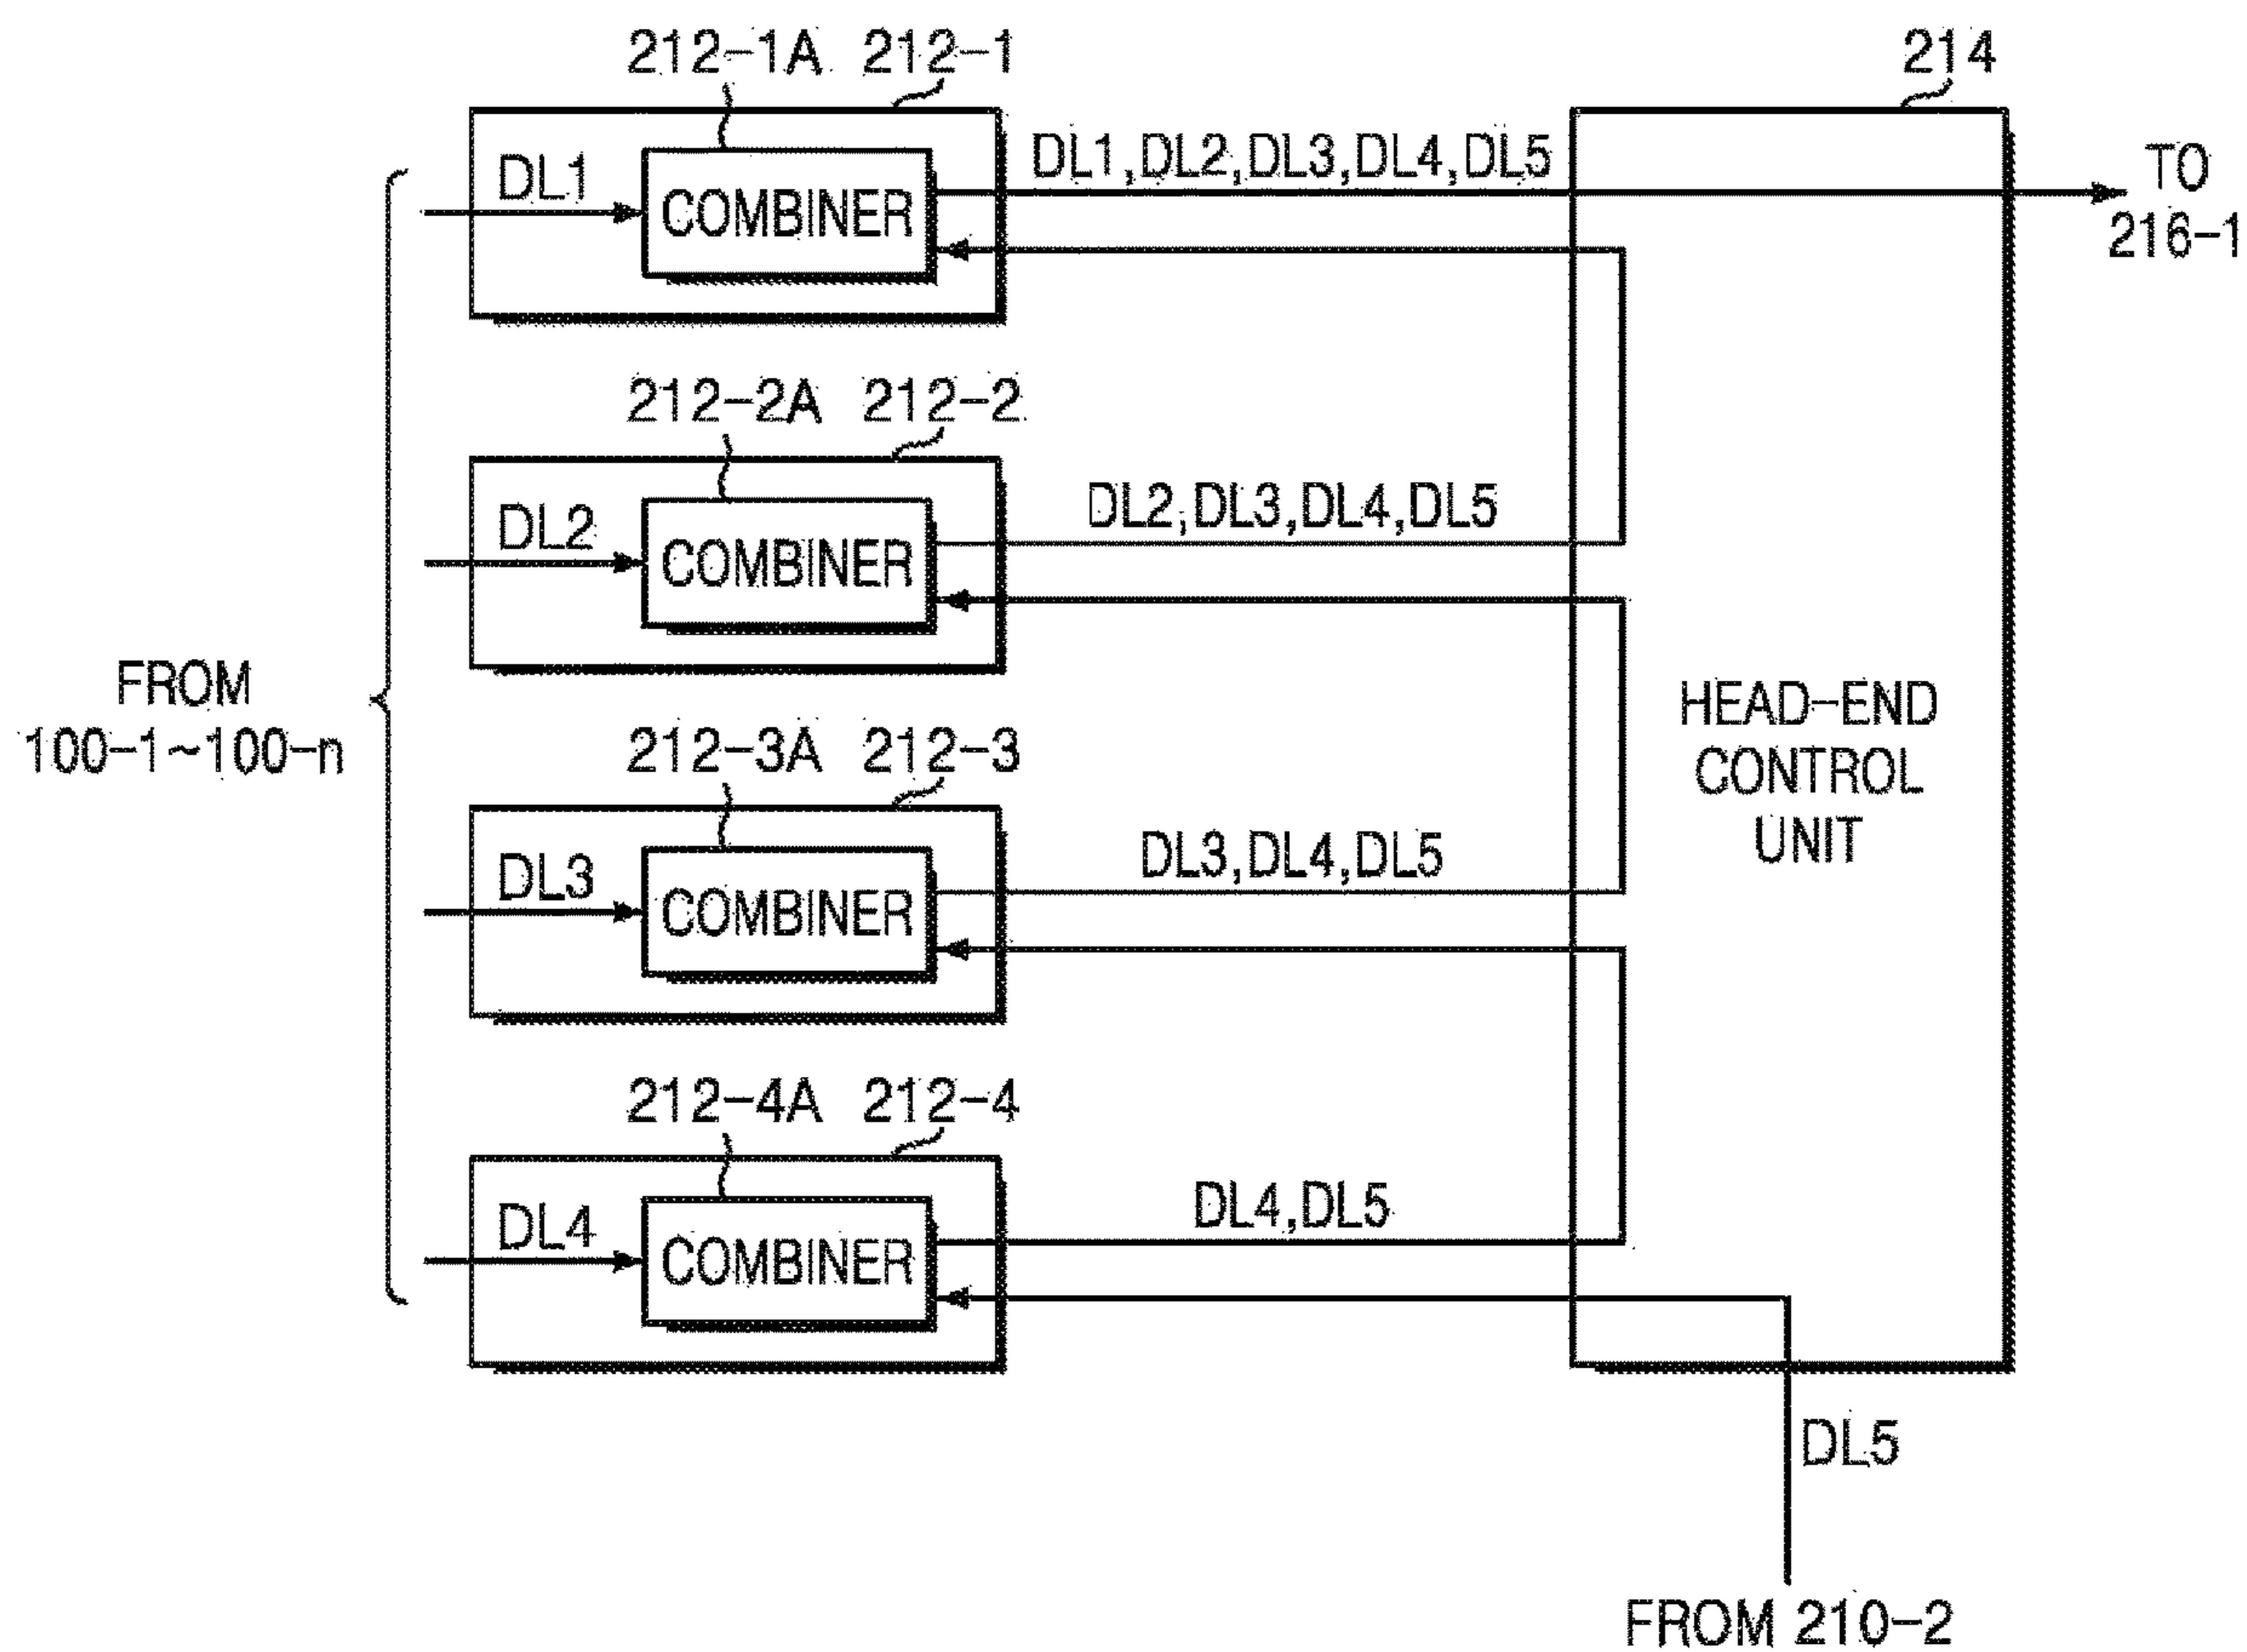 212-1A 212-1
214
DL1
COMBINER
DL1,DL2,DL3,DL4,DL5
TO
216-1
212-2A 212-2
DL2
COMBINER
DL2,DL3,DL4,DL5
FROM
100-1~100-n
HEAD-END
CONTROL
UNIT
212-3A 212-3
DL3
COMBINER
DL3,DL4,DL5
212-4A 212-4
DL4
COMBINER
DL4,DL5
DL5
FROM 210-2